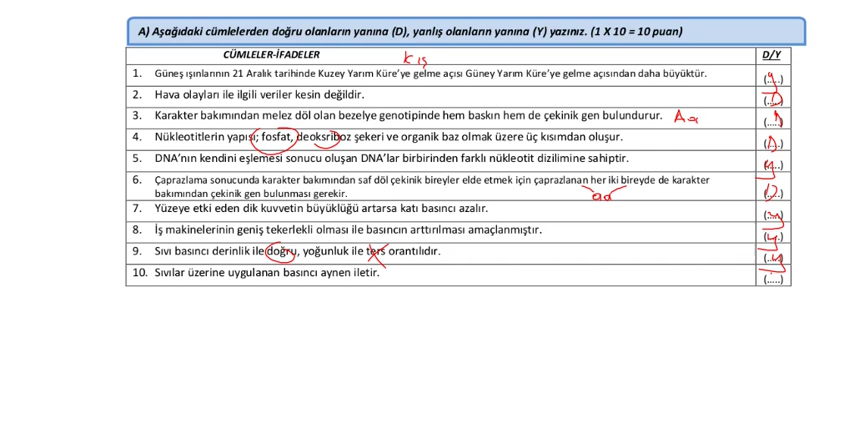 A) Aşağıdaki cümlelerden doğru olanların yanına (D), yanlış olanların yanına (Y) yazınız. (1 X 10 = 10 puan)
CÜMLELER-İFADELER D/Y
Kış
1. Güneş ışınlarının 21 Aralık tarihinde Kuzey Yarım Küre'ye gelme açısı Güney Yarım Küre'ye gelme açısından daha büyüktür. (.....) y
2. Hava olayları ile ilgili veriler kesin değildir. (.....) D
3. Karakter bakımından melez döl olan bezelye genotipinde hem baskın hem de çekinik gen bulundurur. Aa (.....)
4. Nükleotitlerin yapısı; fosfat, deoksriboz şekeri ve organik baz olmak üzere üç kısımdan oluşur. (.....) D
5. DNA'nın kendini eşlemesi sonucu oluşan DNA'lar birbirinden farklı nükleotit dizilimine sahiptir. (.....) y
6. Çaprazlama sonucunda karakter bakımından saf döl çekinik bireyler elde etmek için çaprazlanan her iki bireyde de karakter
bakımından çekinik gen bulunması gerekir. (.....) D
aa
7. Yüzeye etki eden dik kuvvetin büyüklüğü artarsa katı basıncı azalır. (.....) y
8. İş makinelerinin geniş tekerlekli olması ile basıncın arttırılması amaçlanmıştır. (.....) y
9. Sıvı basıncı derinlik ile doğru, yoğunluk ile ters orantılıdır. (.....) y
10. Sıvılar üzerine uygulanan basıncı aynen iletir. (.....)